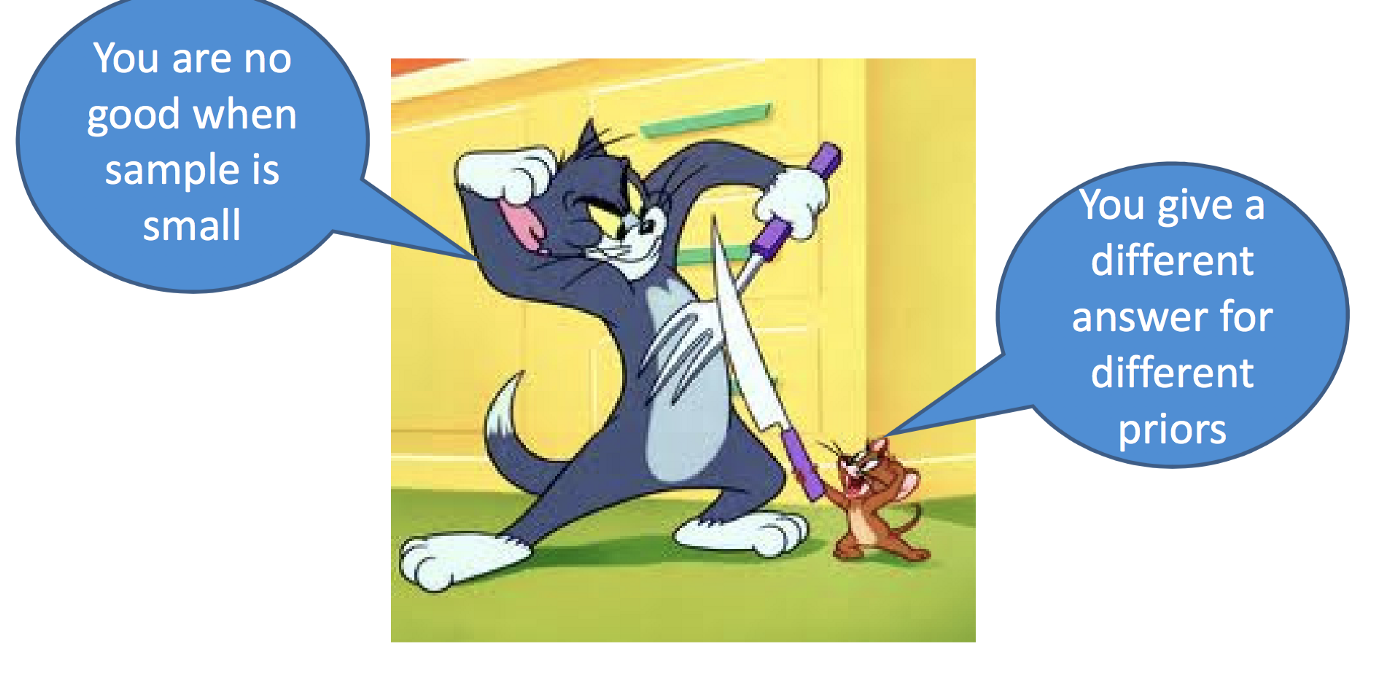 You are no
good when
sample is
small
You give a
different
answer for
different
priors